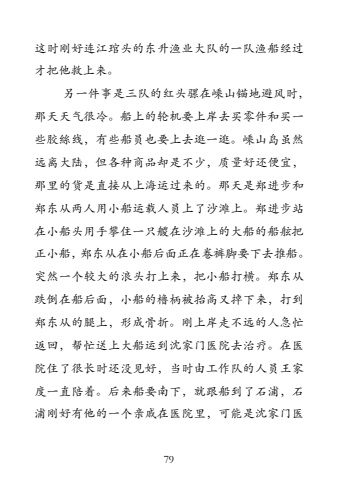 这时刚好连江琯头的东升渔业大队的一队渔船经过
才把他救上来。
另一件事是三队的红头骡在嵊山锚地避风时，
那天天气很冷。船上的轮机要上岸去买零件和买一
些胶绦线，有些船员也要上去逛一逛。嵊山岛虽然
远离大陆，但各种商品却是不少，质量好还便宜，
那里的货是直接从上海运过来的。那天是郑进步和
郑东从两人用小船运载人员上了沙滩上。郑进步站
在小船头用手攀住一只艘在沙滩上的大船的船舷把
正小船，郑东从在小船后面正在卷裤脚要下去推船。
突然一个较大的浪头打上来，把小船打横。郑东从
跌倒在船后面，小船的橹柄被抬高又摔下来，打到
郑东从的腿上，形成骨折。刚上岸走不远的人急忙
返回，帮忙送上大船运到沈家门医院去治疗。在医
院住了很长时还没见好，当时由工作队的人员王家
度一直陪着。后来船要南下，就跟船到了石浦，石
浦刚好有他的一个亲戚在医院里，可能是沈家门医
79